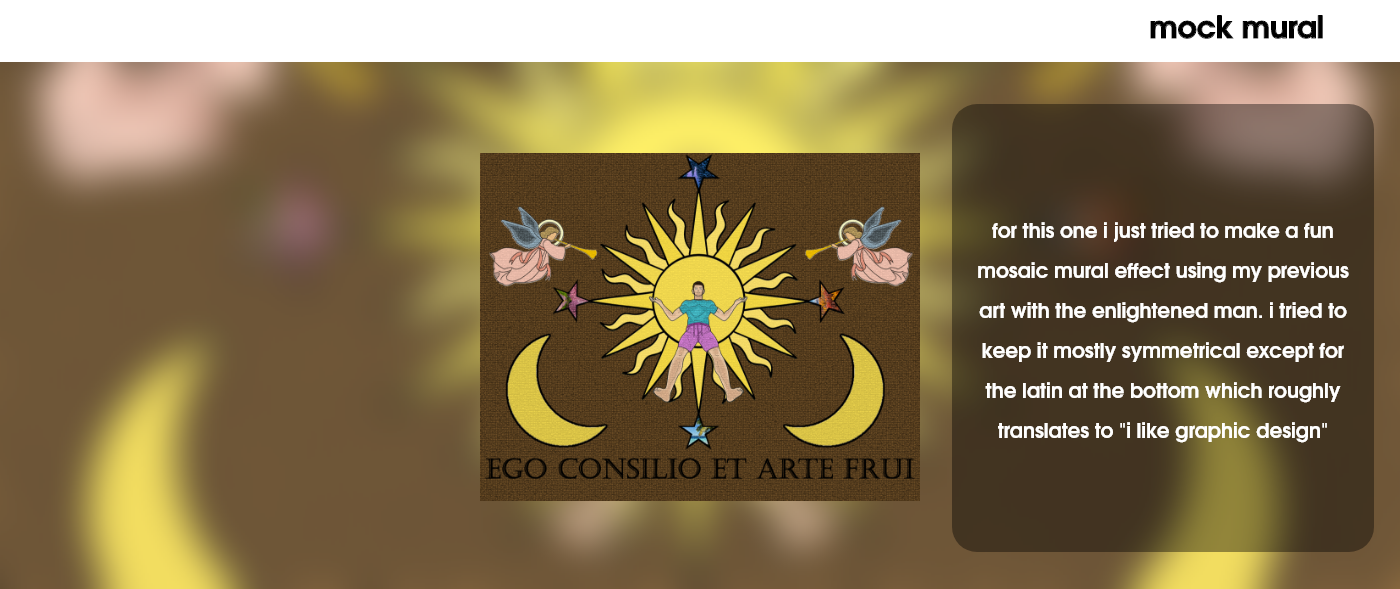 mock mural
for this one i just tried to make a fun
mosaic mural effect using my previous
art with the enlightened man. i tried to
keep it mostly symmetrical except for
the latin at the bottom which roughly
translates to "i like graphic design"
EGO CONSILIO ET ARTE FRUI